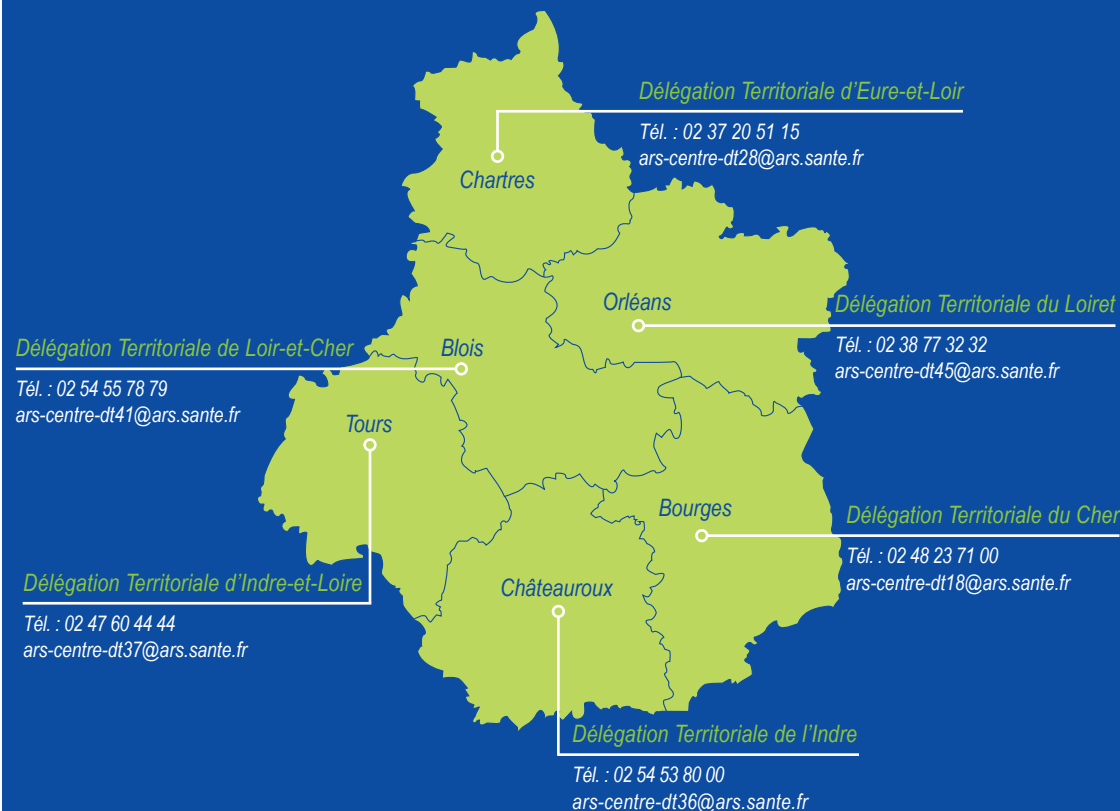 Délégation Territoriale d'Eure-et-Loir
Tél. : 02 37 20 51 15
ars-centre-dt28@ars.sante.fr
Chartres
Orléans
Délégation Territoriale du Loiret
Tél. : 02 38 77 32 32
ars-centre-dt45@ars.sante.fr
Délégation Territoriale de Loir-et-Cher
Blois
Tél. : 02 54 55 78 79
ars-centre-dt41@ars.sante.fr
Tours
Bourges
Délégation Territoriale du Cher
Tél. : 02 48 23 71 00
ars-centre-dt18@ars.sante.fr
Délégation Territoriale d'Indre-et-Loire
Tél. : 02 47 60 44 44
ars-centre-dt37@ars.sante.fr
Châteauroux
Délégation Territoriale de l'Indre
Tél. : 02 54 53 80 00
ars-centre-dt36@ars.sante.fr